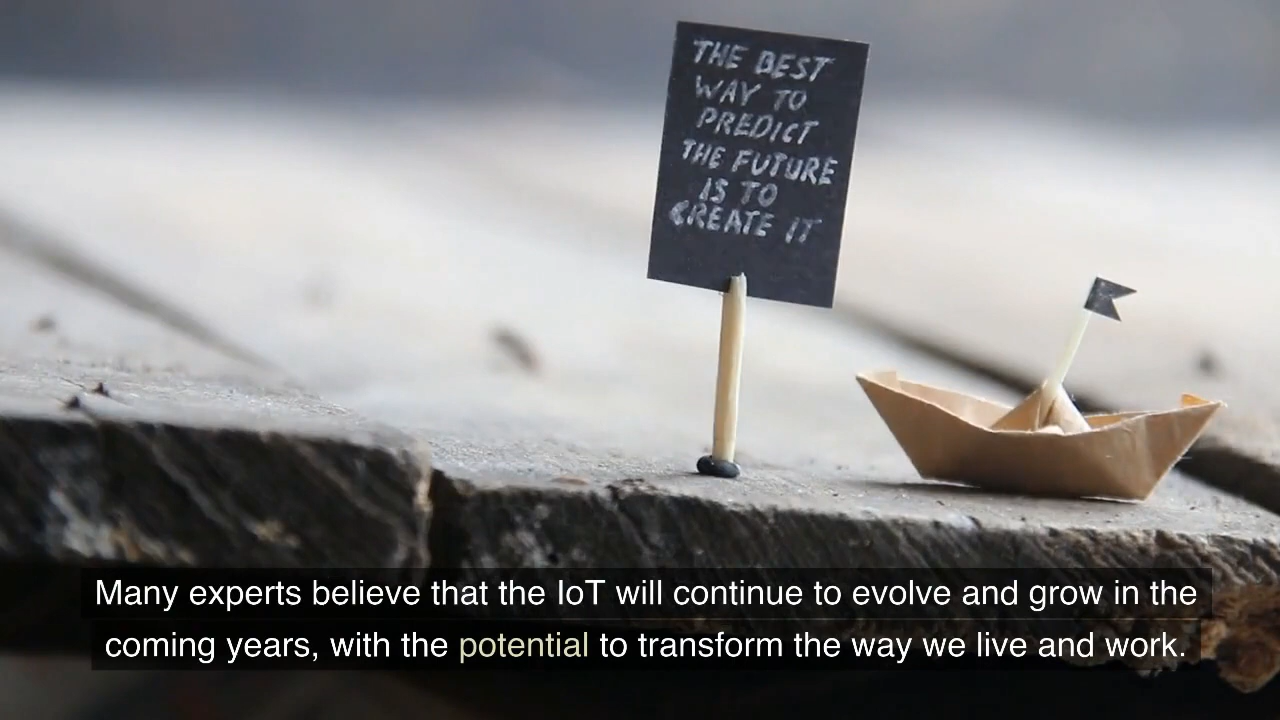 THE BEST
WAY TO
PREDICT
THE FUTURE
IS TO
CREATE IT
Many experts believe that the IoT will continue to evolve and grow in the
coming years, with the potential to transform the way we live and work.